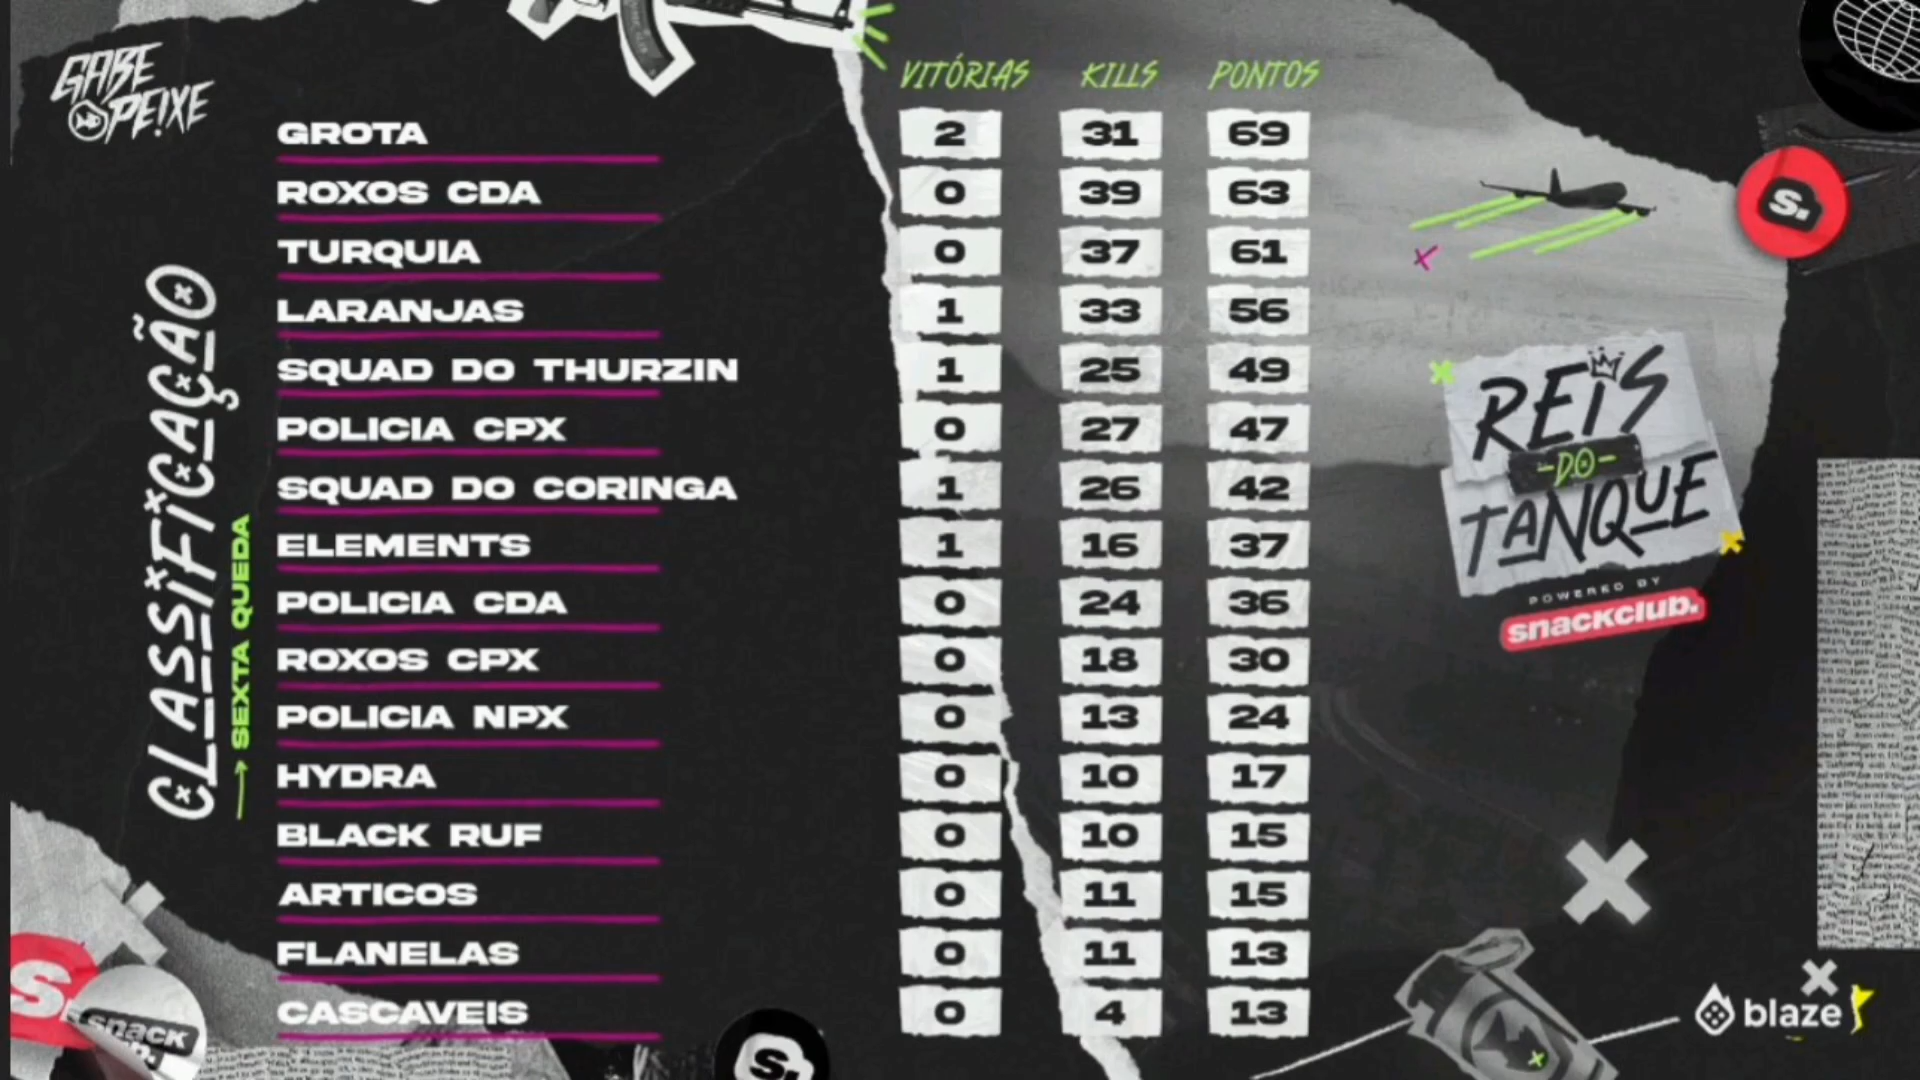 GABE
PEIXE
VITÓRIAS KILLS PONTOS
GROTA 2 31 69
ROXOS CDA 0 39 63
TURQUIA 0 37 61
LARANJAS 1 33 56
SQUAD DO THURZIN 1 25 49
POLICIA CPX 0 27 47
SQUAD DO CORINGA 1 26 42
ELEMENTS 1 16 37
POLICIA CDA 0 24 36
ROXOS CPX 0 18 30
POLICIA NPX 0 13 24
HYDRA 0 10 17
BLACK RUF 0 10 15
ARTICOS 0 11 15
FLANELAS 0 11 13
CASCAVEIS 0 4 13
CLASSIFICAÇÃO
SEXTA QUEDA
S.
REIS
-DO-
TANQUE
POWERED BY
snackclub.
S.
snack
S.
blaze